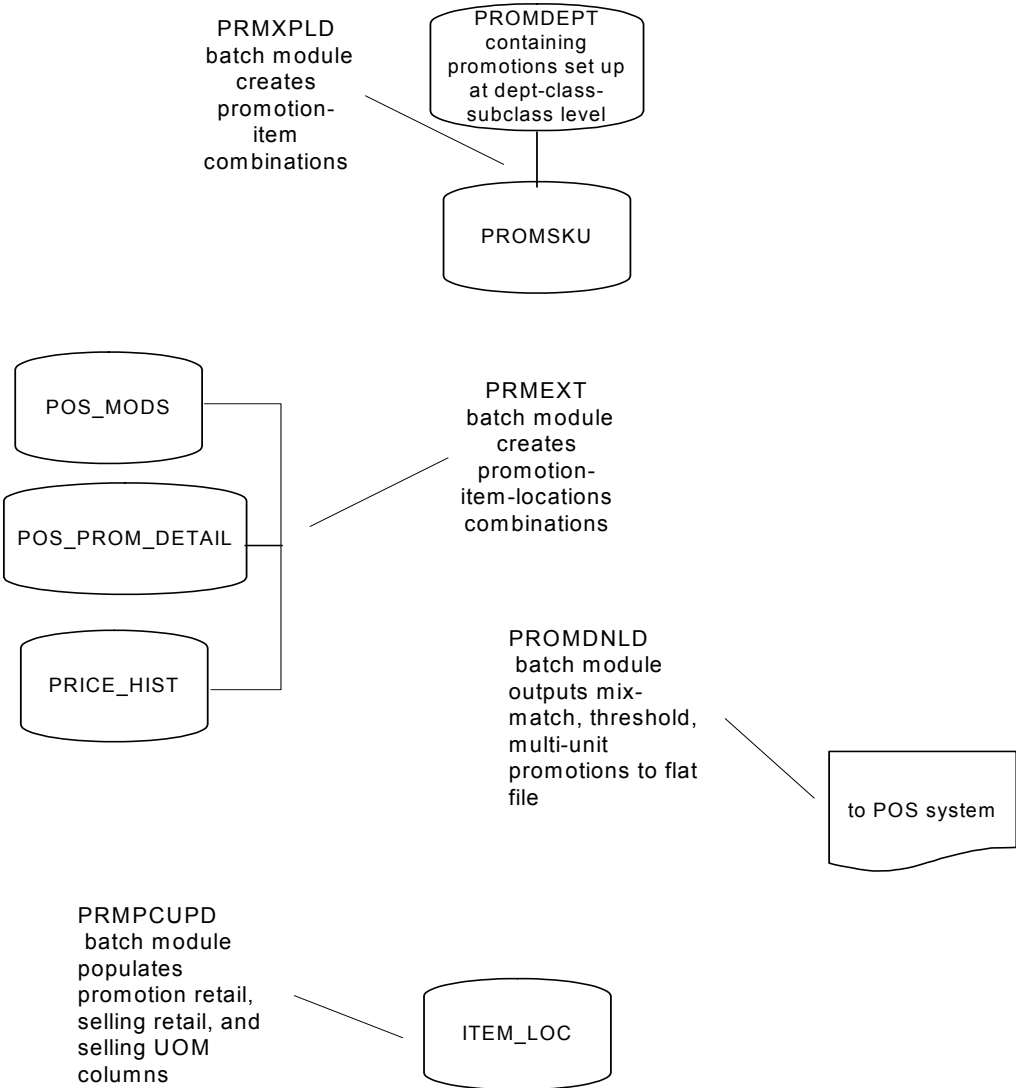 PRMXPLD
batch module
creates
promotion-
item
combinations
PROMDEPT
containing
promotions set up
at dept-class-
subclass level
PROMSKU
POS_MODS
POS_PROM_DETAIL
PRICE_HIST
PRMEXT
batch module
creates
promotion-
item-locations
combinations
PROMDNLD
batch module
outputs mix-
match, threshold,
multi-unit
promotions to flat
file
to POS system
PRMPCUPD
batch module
populates
promotion retail,
selling retail, and
selling UOM
columns
ITEM_LOC